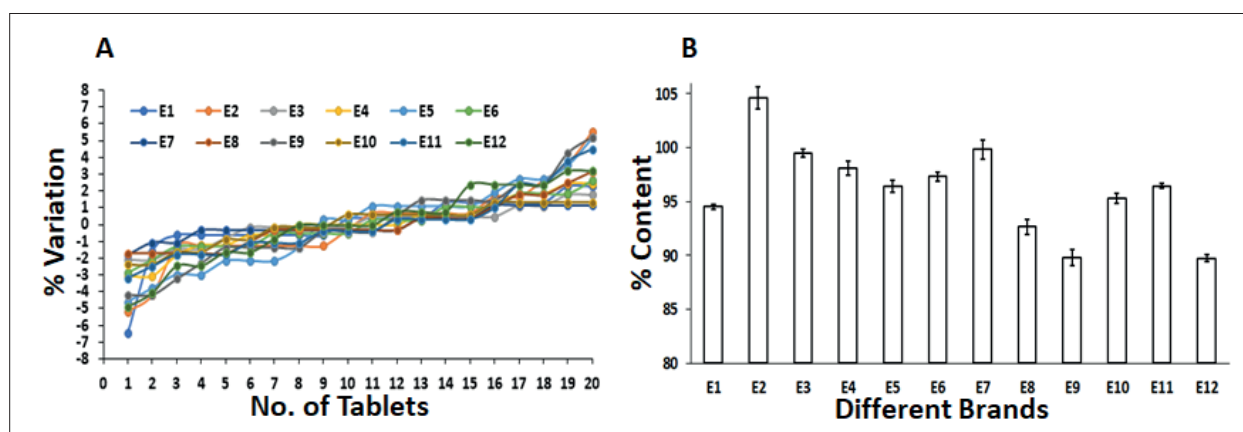 A
% Variation
8
7
6
5
4
3
2
1
0
-1
-2
-3
-4
-5
-6
-7
-8
E1 E2 E3 E4 E5 E6
E7 E8 E9 E10 E11 E12
0 1 2 3 4 5 6 7 8 9 10 11 12 13 14 15 16 17 18 19 20
No. of Tablets
B
% Content
105
100
95
90
85
80
E1 E2 E3 E4 E5 E6 E7 E8 E9 E10 E11 E12
Different Brands